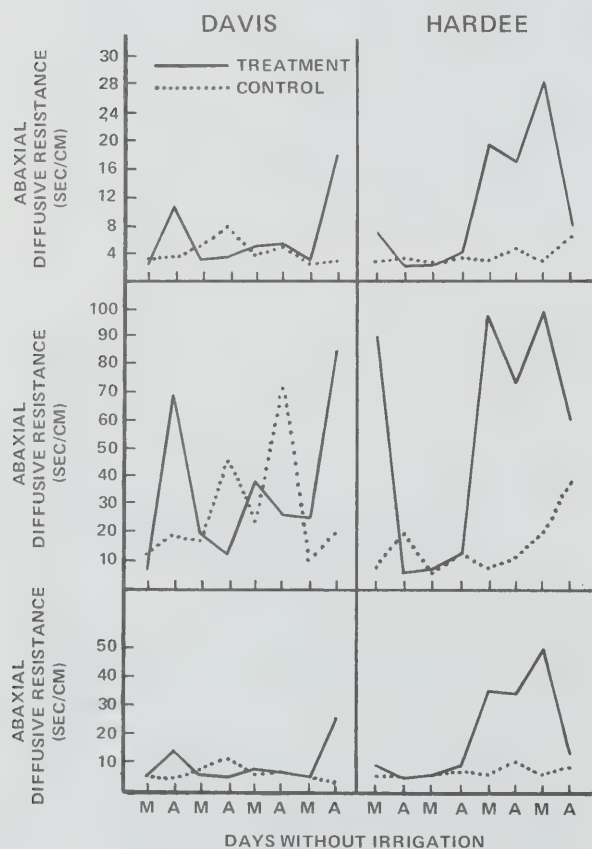 DAVIS HARDEE
TREATMENT
CONTROL
ABAXIAL
DIFFUSIVE RESISTANCE
(SEC/CM)
30
28
24
20
16
12
8
4
ABAXIAL
DIFFUSIVE RESISTANCE
(SEC/CM)
100
90
80
70
60
50
40
30
20
10
ABAXIAL
DIFFUSIVE RESISTANCE
(SEC/CM)
50
40
30
20
10
M A M A M A M A M A M A M A M A
DAYS WITHOUT IRRIGATION